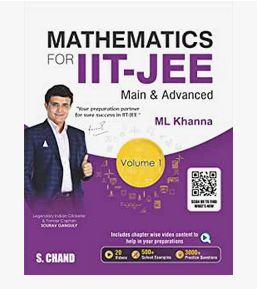 MATHEMATICS
FOR IIT-JEE
Main & Advanced
"Your preparation partner
for sure success in IIT-JEE"
ML Khanna
Volume 1
SCAN QR TO FIND
WHAT'S NEW
Legendary Indian Cricketer
& Former Captain
SOURAV GANGULY
Includes chapter wise video content to
help in your preparations
S. CHAND
20
Videos
500+
Solved Examples
3000+
Practice Questions